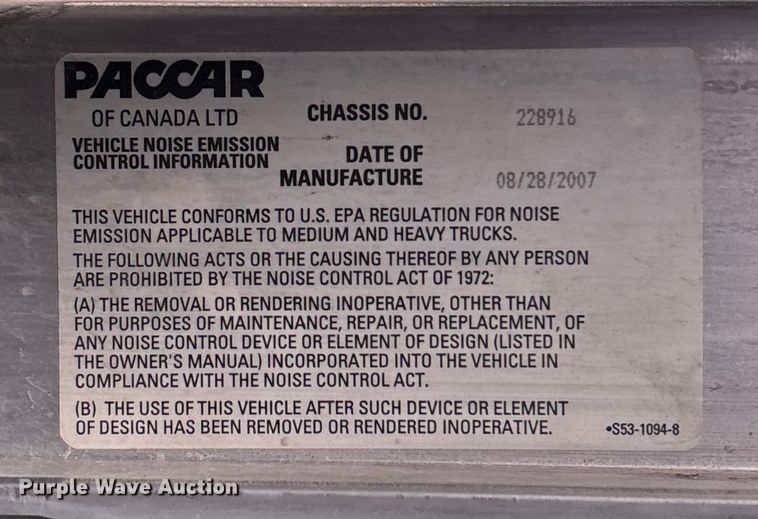 PACCAR
OF CANADA LTD
CHASSIS NO. 228916
VEHICLE NOISE EMISSION
CONTROL INFORMATION
DATE OF
MANUFACTURE 08/28/2007
THIS VEHICLE CONFORMS TO U.S. EPA REGULATION FOR NOISE
EMISSION APPLICABLE TO MEDIUM AND HEAVY TRUCKS.
THE FOLLOWING ACTS OR THE CAUSING THEREOF BY ANY PERSON
ARE PROHIBITED BY THE NOISE CONTROL ACT OF 1972:
(A) THE REMOVAL OR RENDERING INOPERATIVE, OTHER THAN
FOR PURPOSES OF MAINTENANCE, REPAIR, OR REPLACEMENT, OF
ANY NOISE CONTROL DEVICE OR ELEMENT OF DESIGN (LISTED IN
THE OWNER'S MANUAL) INCORPORATED INTO THE VEHICLE IN
COMPLIANCE WITH THE NOISE CONTROL ACT.
(B) THE USE OF THIS VEHICLE AFTER SUCH DEVICE OR ELEMENT
OF DESIGN HAS BEEN REMOVED OR RENDERED INOPERATIVE.
•S53-1094-8
Purple Wave Auction